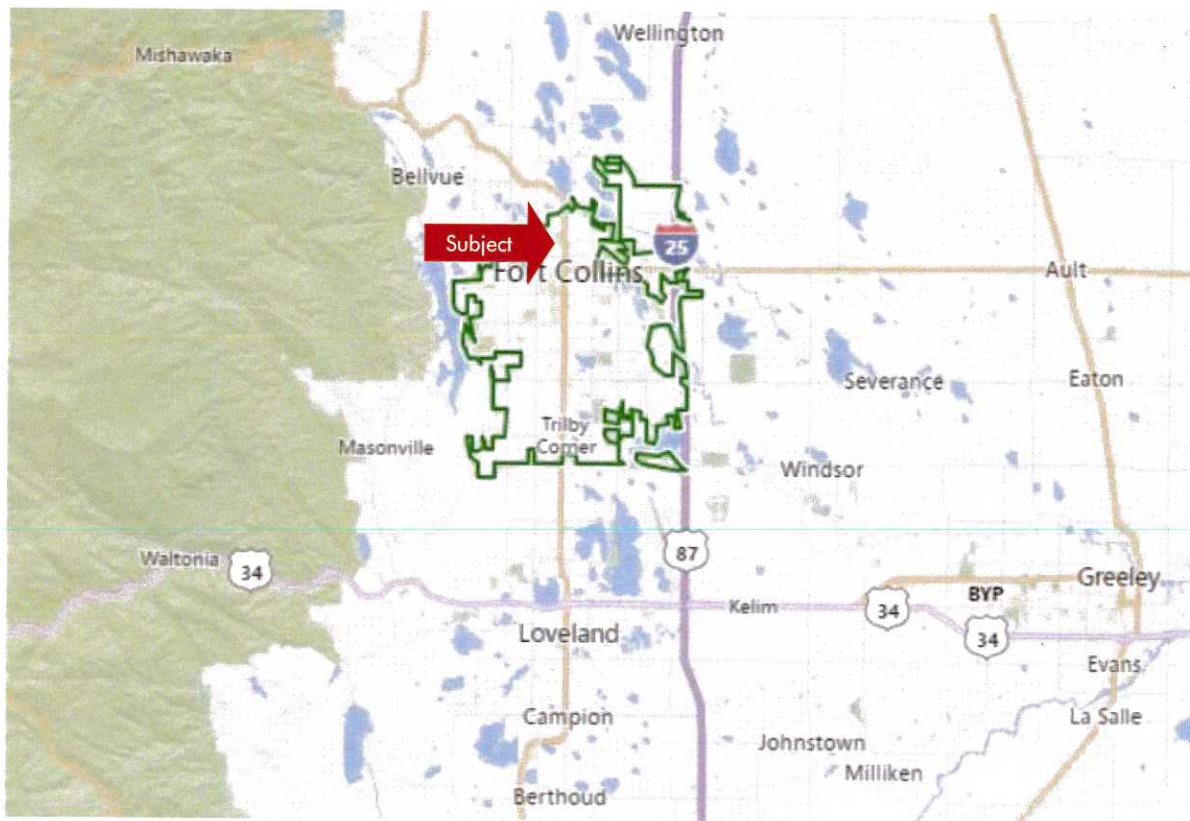 Wellington
Mishawaka
Bellvue
Subject
25
Fort Collins
Ault
Severance
Eaton
Trilby
Corner
Masonville
Windsor
Waltonia
34
87
Greeley
BYP
Kelim
34
34
Loveland
Evans
Campion
La Salle
Johnstown
Milliken
Berthoud